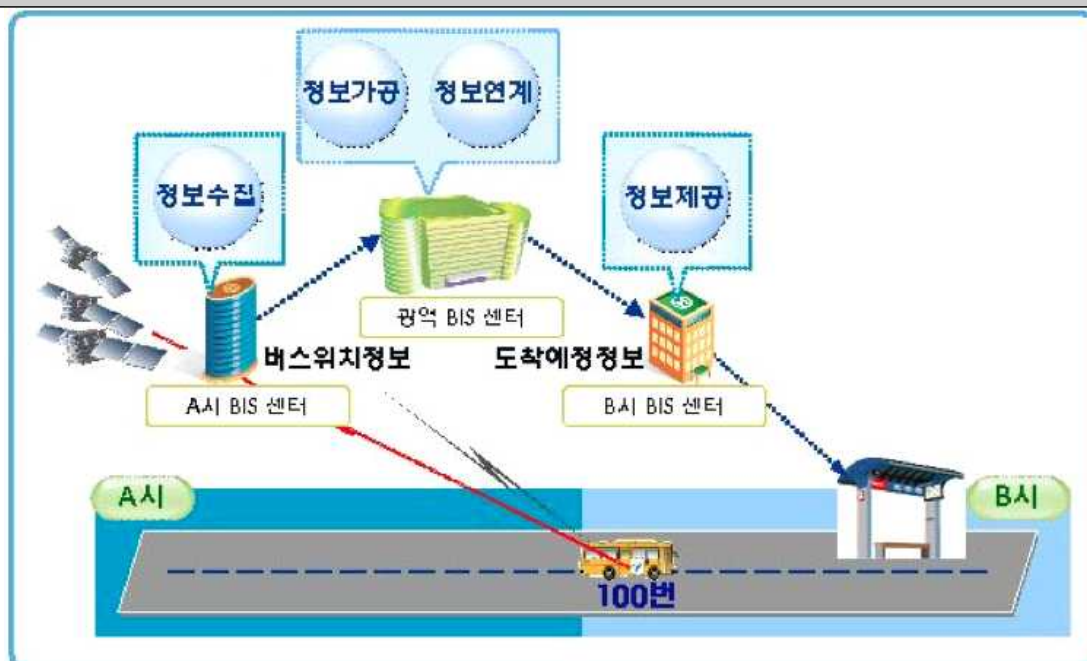 정보가공
정보연계
정보수집
정보제공
광역 BIS 센터
버스위치정보
도착예정정보
A시 BIS 센터
B시 BIS 센터
A시
B시
100번